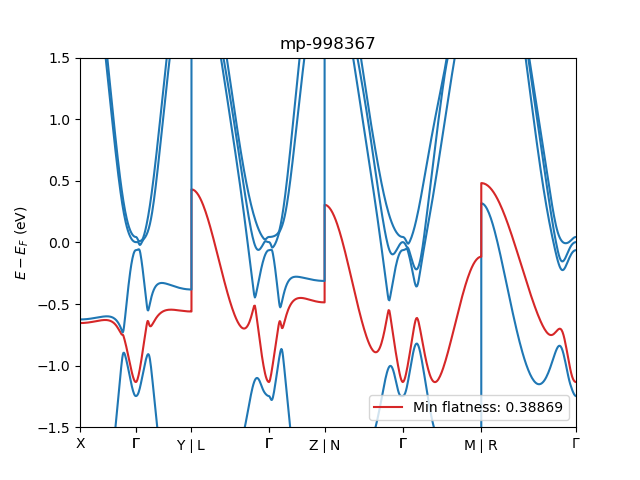 mp-998367
E − E_F (eV)
1.5
1.0
0.5
0.0
−0.5
−1.0
−1.5
Min flatness: 0.38869
X Γ Y | L Γ Z | N Γ M | R Γ